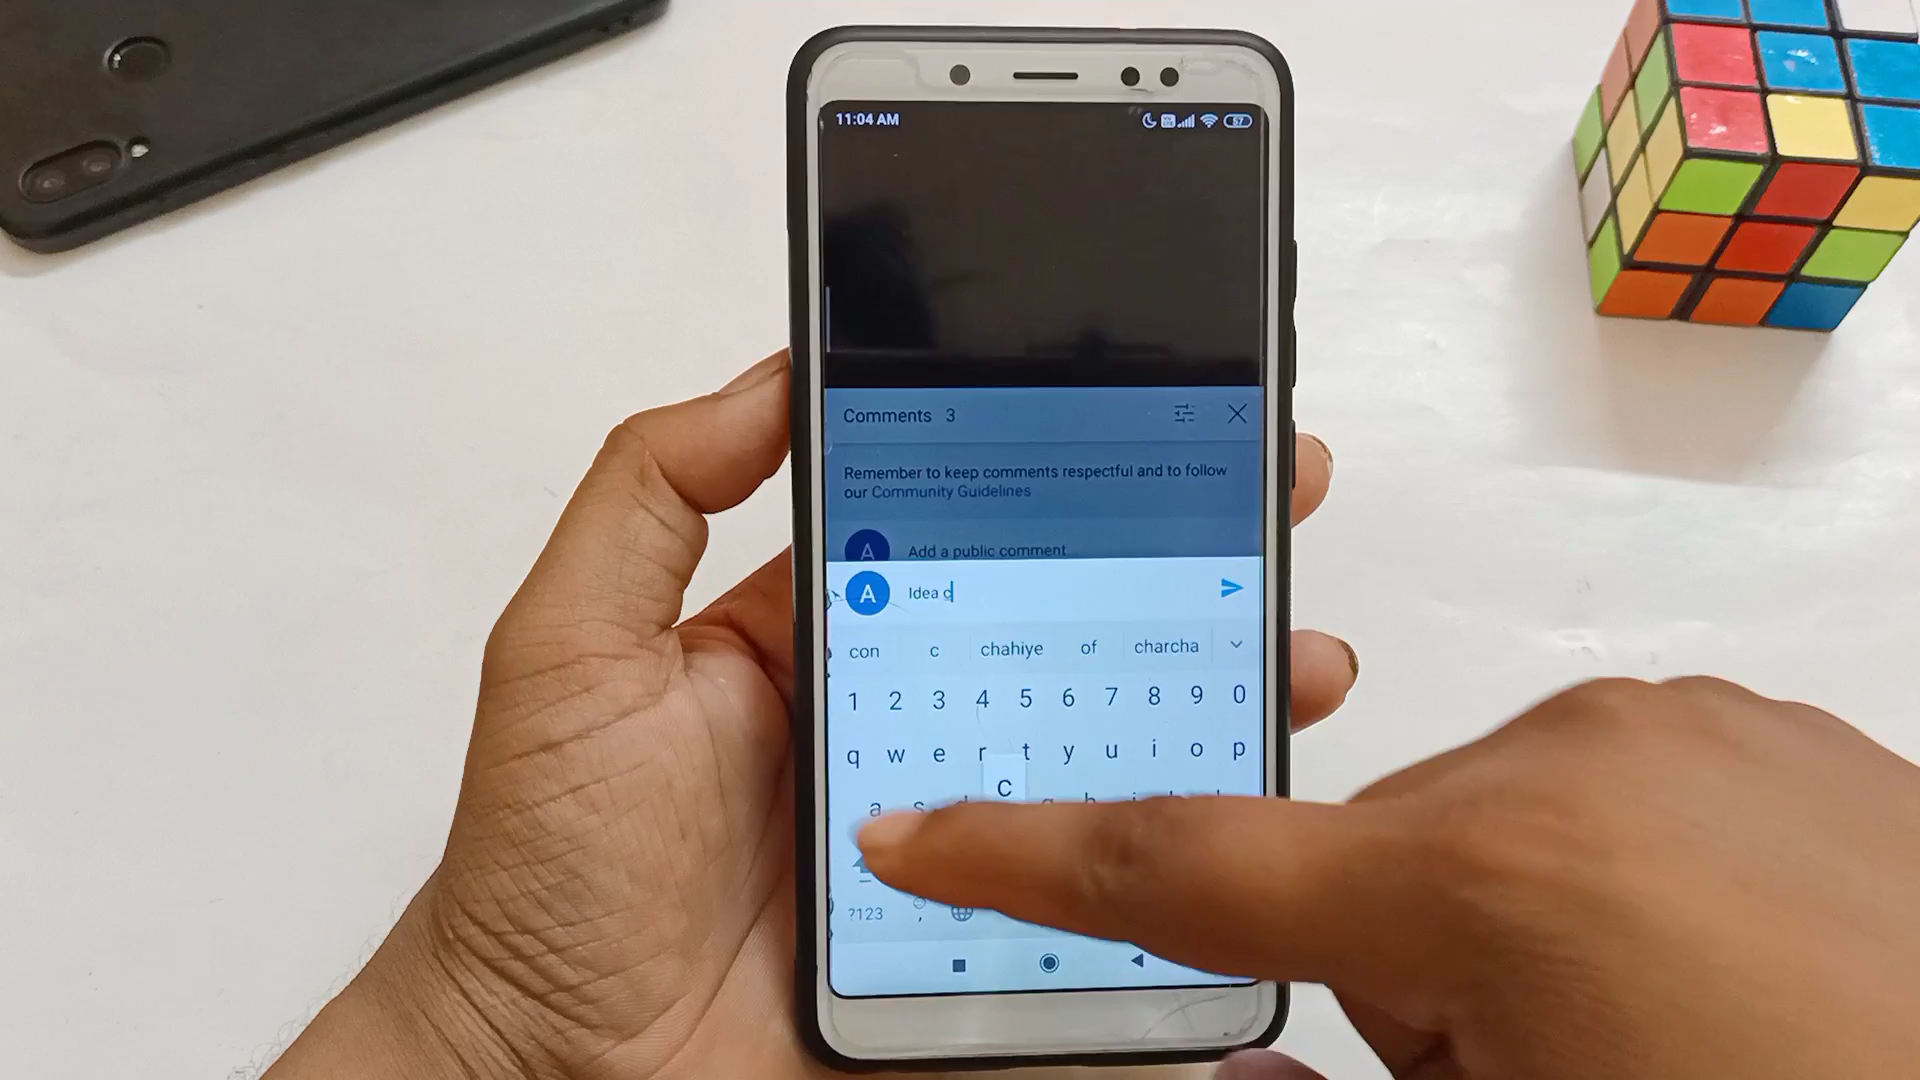 11:04 AM
57
Comments 3
Remember to keep comments respectful and to follow
our Community Guidelines
A Add a public comment
A Idea c
con c chahiye of charcha
1 2 3 4 5 6 7 8 9 0
q w e r t y u i o p
c
a s
?123 ,